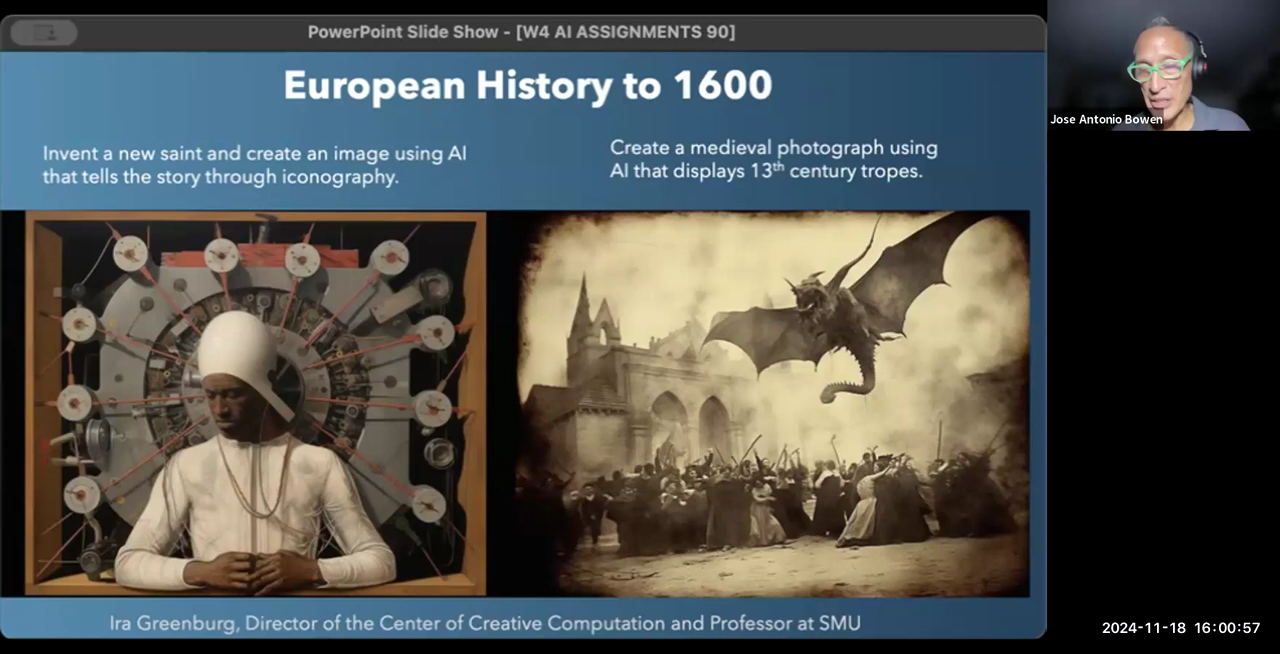 PowerPoint Slide Show - [W4 AI ASSIGNMENTS 90]
European History to 1600
Invent a new saint and create an image using AI
that tells the story through iconography.
Create a medieval photograph using
AI that displays 13th century tropes.
Ira Greenburg, Director of the Center of Creative Computation and Professor at SMU
Jose Antonio Bowen
2024-11-18 16:00:57